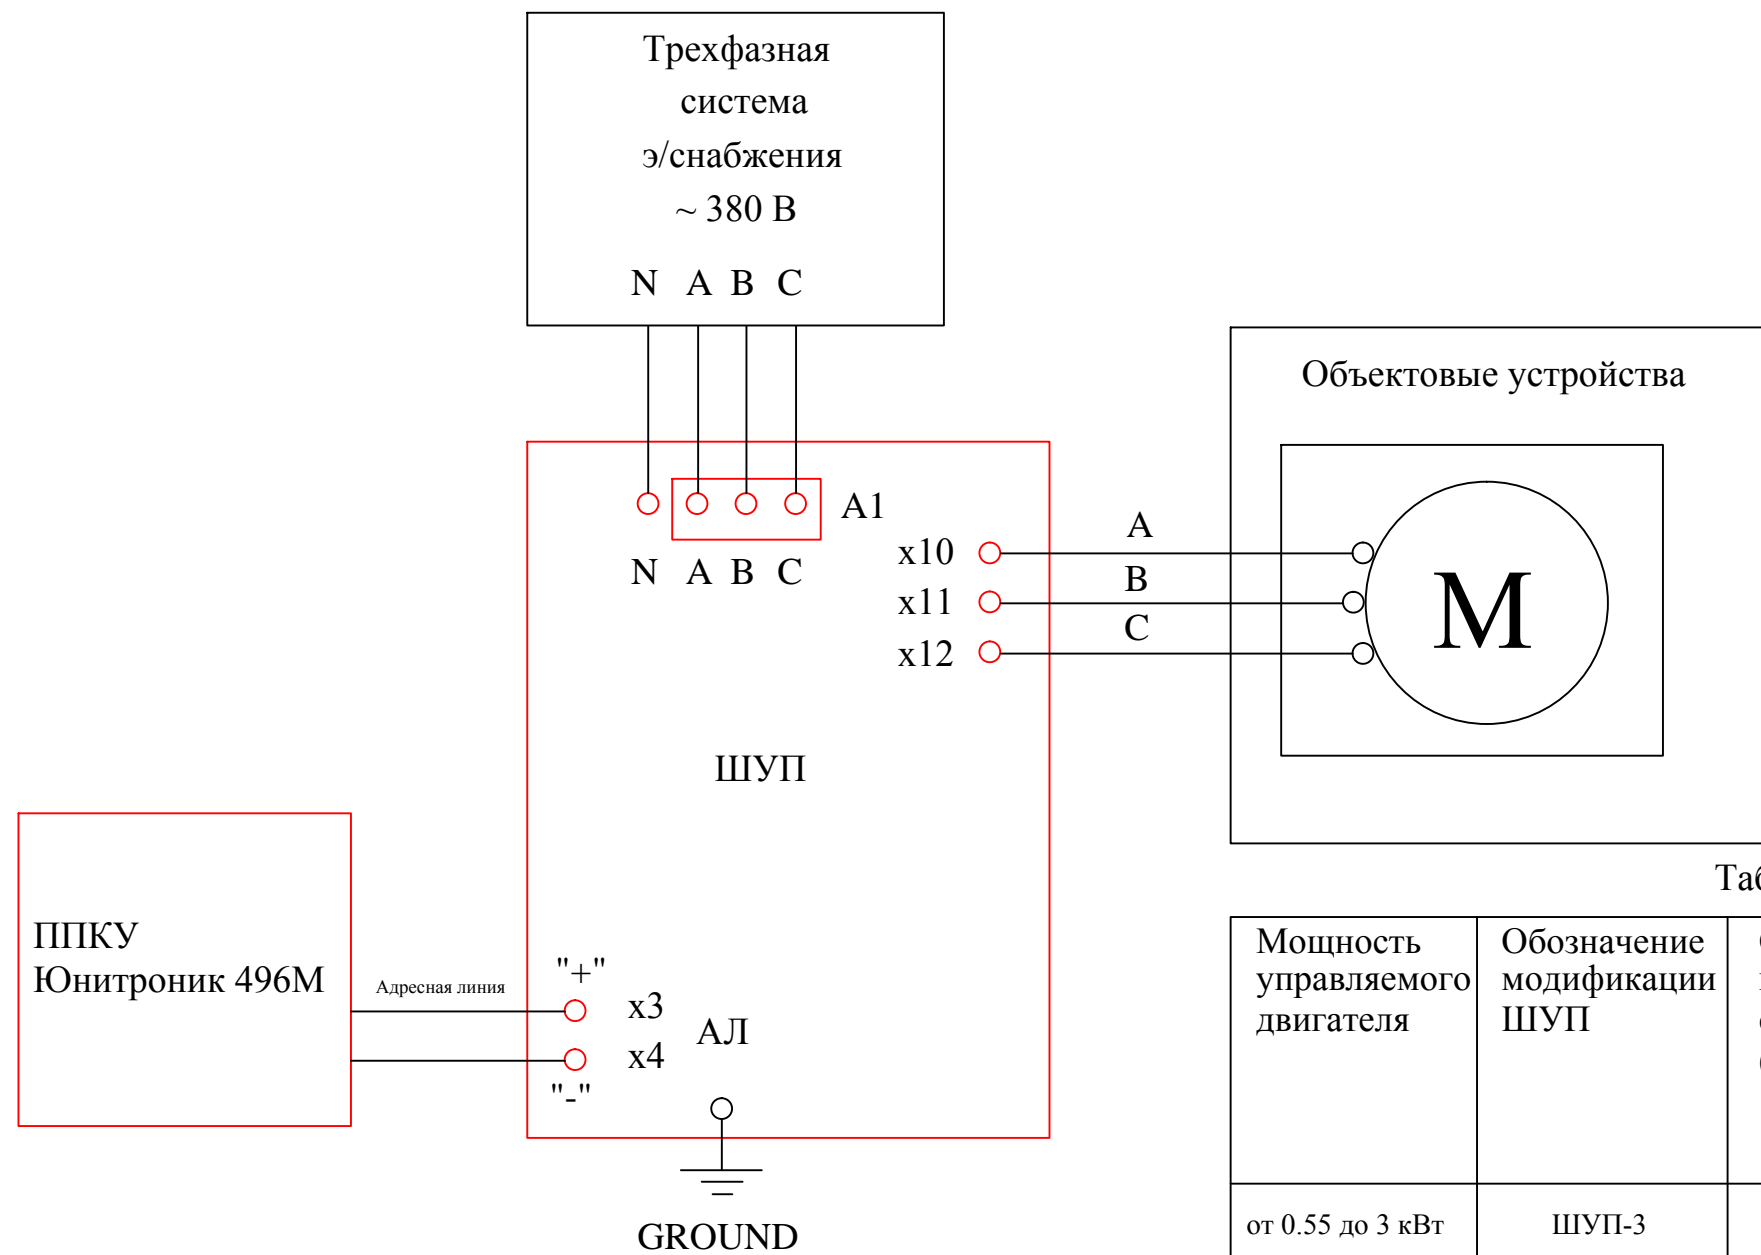 Трехфазная
система
э/снабжения
~ 380 В
N A B C
Объектовые устройства
A1
N A B C
x10
x11
x12
A
B
C
M
ШУП
ППКУ
Юнитроник 496М
Адресная линия
"+"
x3
x4
"-"
АЛ
GROUND
Мощность
управляемого
двигателя
Обозначение
модификации
ШУП
от 0.55 до 3 кВт
ШУП-3